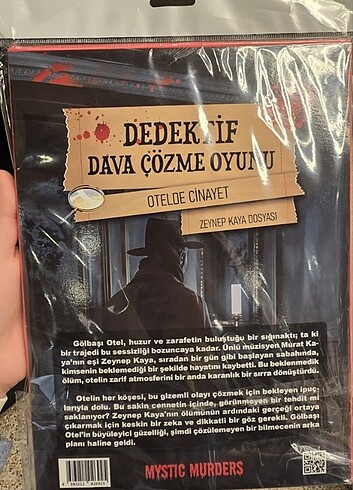 DEDEKTİF
DAVA ÇÖZME OYUNU
OTELDE CİNAYET
ZEYNEP KAYA DOSYASI
Gölbaşı Otel, huzur ve zarafetin buluştuğu bir sığınaktı; ta ki
bir trajedi bu sessizliği bozuncaya kadar. Ünlü müzisyen Murat Ka-
ya'nın eşi Zeynep Kaya, sıradan bir gün gibi başlayan sabahında,
kimsenin beklemediği bir şekilde hayatını kaybetti. Bu beklenmedik
ölüm, otelin zarif atmosferini bir anda karanlık bir sırra dönüştürdü.
Otelin her köşesi, bu gizemli olayı çözmek için bekleyen ipuç-
larıyla dolu. Bu sakin cennetin içinde, görünmeyen bir tehdit mi
saklanıyor? Zeynep Kaya'nın ölümünün ardındaki gerçeği ortaya
çıkarmak için keskin bir zeka ve dikkatli bir göz gerekli. Gölbaşı
Otel'in büyüleyici güzelliği, şimdi çözülemeyen bir bilmecenin arka
planı haline geldi.
MYSTIC MURDERS